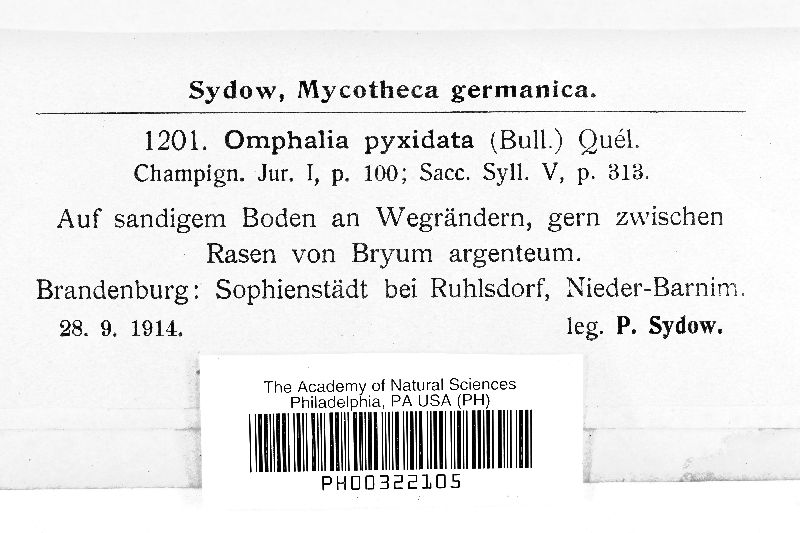 Sydow, Mycotheca germanica.
1201. Omphalia pyxidata (Bull.) Quél.
Champign. Jur. I, p. 100; Sacc. Syll. V, p. 313.
Auf sandigem Boden an Wegrändern, gern zwischen
Rasen von Bryum argenteum.
Brandenburg: Sophienstädt bei Ruhlsdorf, Nieder-Barnim.
28. 9. 1914. leg. P. Sydow.
The Academy of Natural Sciences
Philadelphia, PA USA (PH)
PH00322105